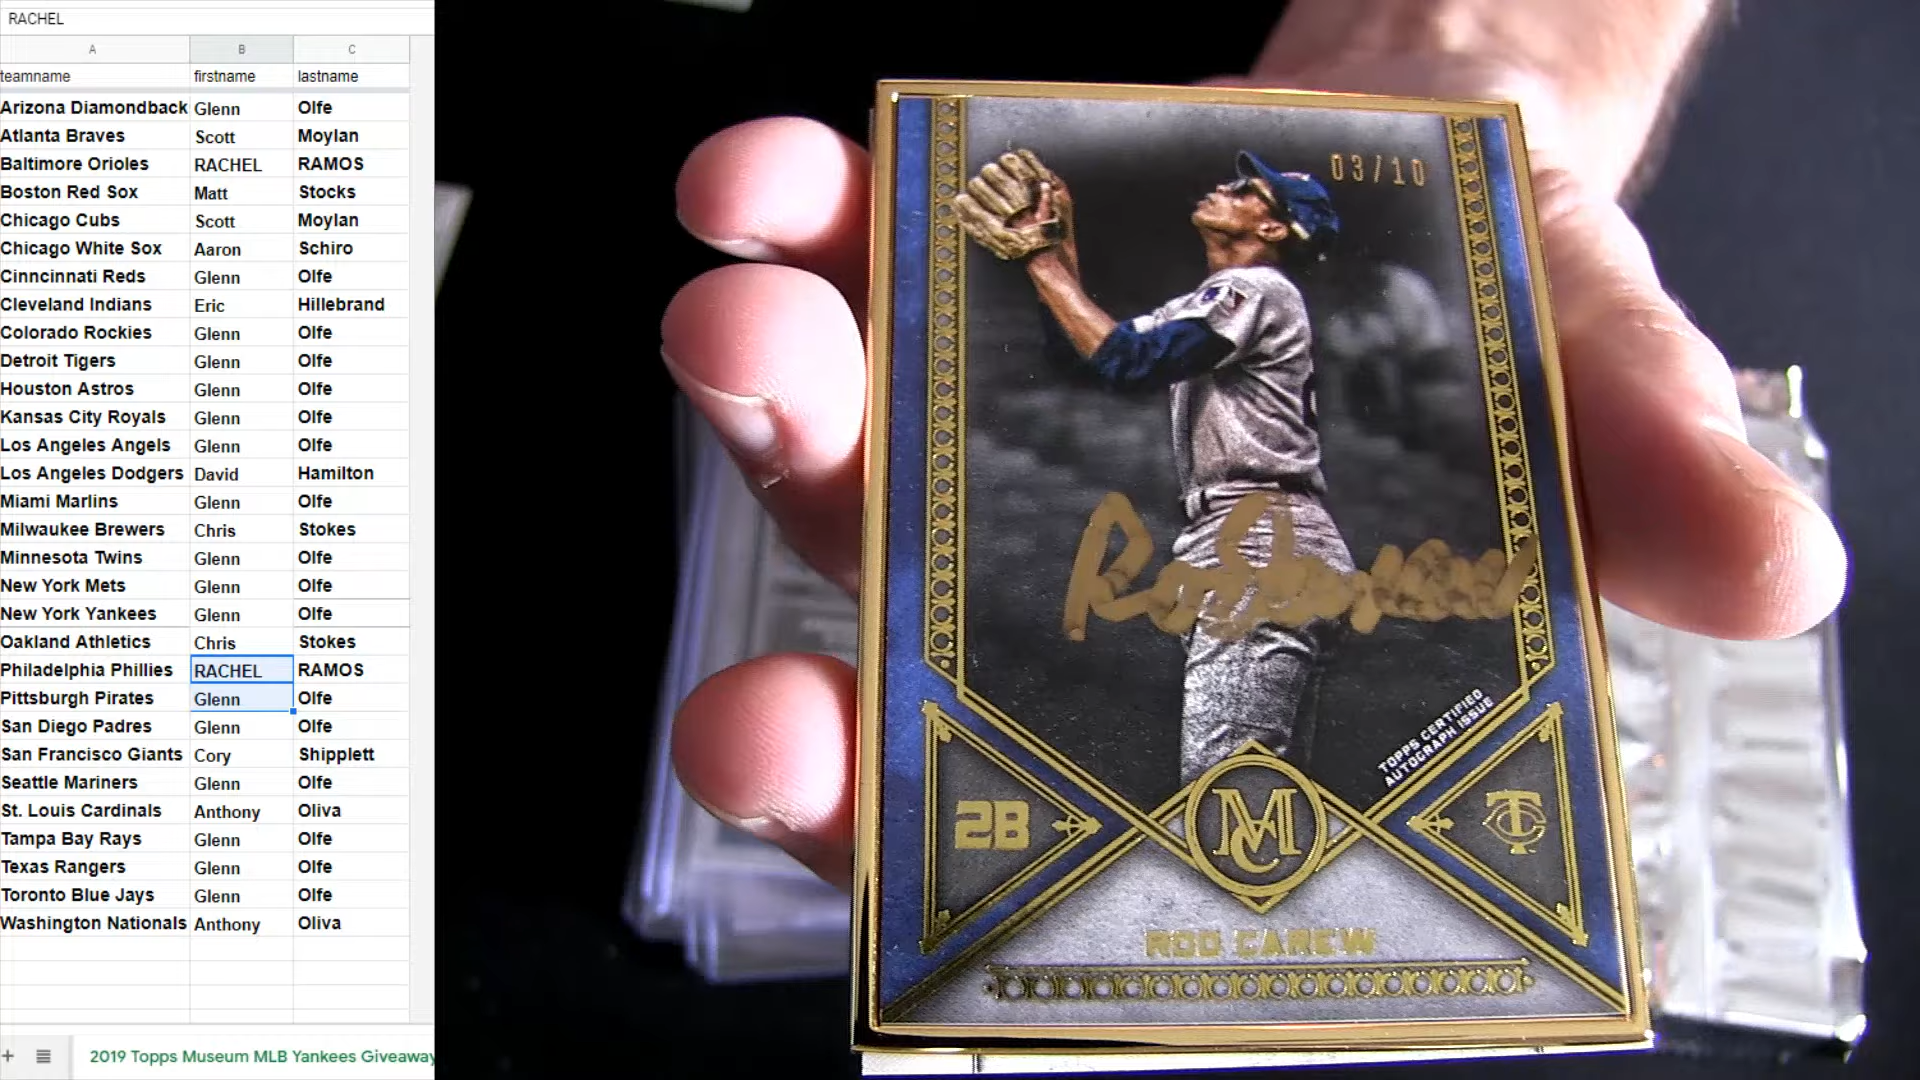 RACHEL
A B C
teamname firstname lastname
Arizona Diamondback Glenn Olfe
Atlanta Braves Scott Moylan
Baltimore Orioles RACHEL RAMOS
Boston Red Sox Matt Stocks
Chicago Cubs Scott Moylan
Chicago White Sox Aaron Schiro
Cinncinnati Reds Glenn Olfe
Cleveland Indians Eric Hillebrand
Colorado Rockies Glenn Olfe
Detroit Tigers Glenn Olfe
Houston Astros Glenn Olfe
Kansas City Royals Glenn Olfe
Los Angeles Angels Glenn Olfe
Los Angeles Dodgers David Hamilton
Miami Marlins Glenn Olfe
Milwaukee Brewers Chris Stokes
Minnesota Twins Glenn Olfe
New York Mets Glenn Olfe
New York Yankees Glenn Olfe
Oakland Athletics Chris Stokes
Philadelphia Phillies RACHEL RAMOS
Pittsburgh Pirates Glenn Olfe
San Diego Padres Glenn Olfe
San Francisco Giants Cory Shipplett
Seattle Mariners Glenn Olfe
St. Louis Cardinals Anthony Oliva
Tampa Bay Rays Glenn Olfe
Texas Rangers Glenn Olfe
Toronto Blue Jays Glenn Olfe
Washington Nationals Anthony Oliva
2019 Topps Museum MLB Yankees Giveaway
03/10
TOPPS CERTIFIED
AUTOGRAPH ISSUE
2B
MC
TC
ROD CAREW